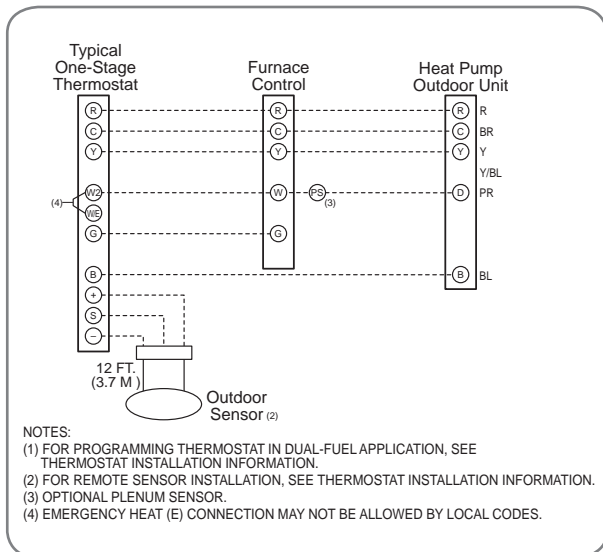 Typical
One-Stage
Thermostat
Furnace
Control
Heat Pump
Outdoor Unit
R R R R
C C C BR
Y Y Y Y
Y/BL
(4) W2 W PS (3) D PR
W/E
G G
B B BL
+
S
–
12 FT.
(3.7 M )
Outdoor
Sensor (2)
NOTES:
(1) FOR PROGRAMMING THERMOSTAT IN DUAL-FUEL APPLICATION, SEE
THERMOSTAT INSTALLATION INFORMATION.
(2) FOR REMOTE SENSOR INSTALLATION, SEE THERMOSTAT INSTALLATION INFORMATION.
(3) OPTIONAL PLENUM SENSOR.
(4) EMERGENCY HEAT (E) CONNECTION MAY NOT BE ALLOWED BY LOCAL CODES.